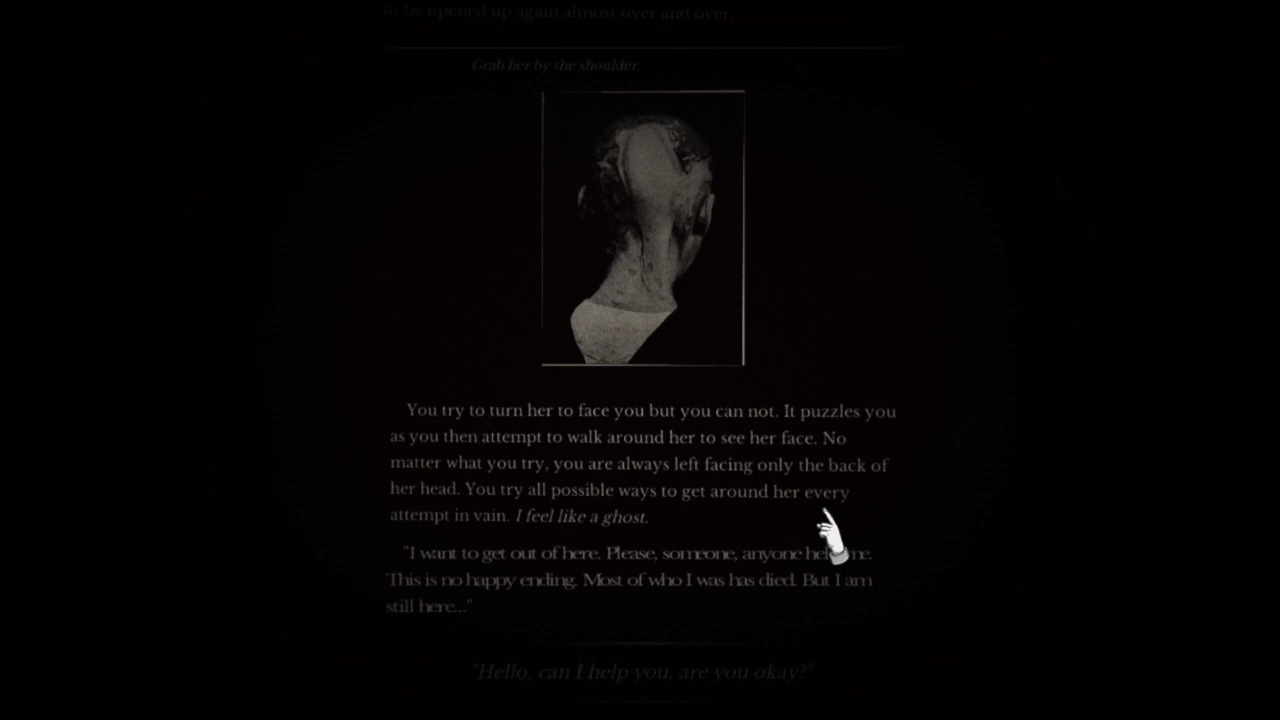 to be opened up again almost over and over.
Grab her by the shoulder.
You try to turn her to face you but you can not. It puzzles you
as you then attempt to walk around her to see her face. No
matter what you try, you are always left facing only the back of
her head. You try all possible ways to get around her every
attempt in vain. I feel like a ghost.
"I want to get out of here. Please, someone, anyone help me.
This is no happy ending. Most of who I was has died. But I am
still here..."
"Hello, can I help you, are you okay?"